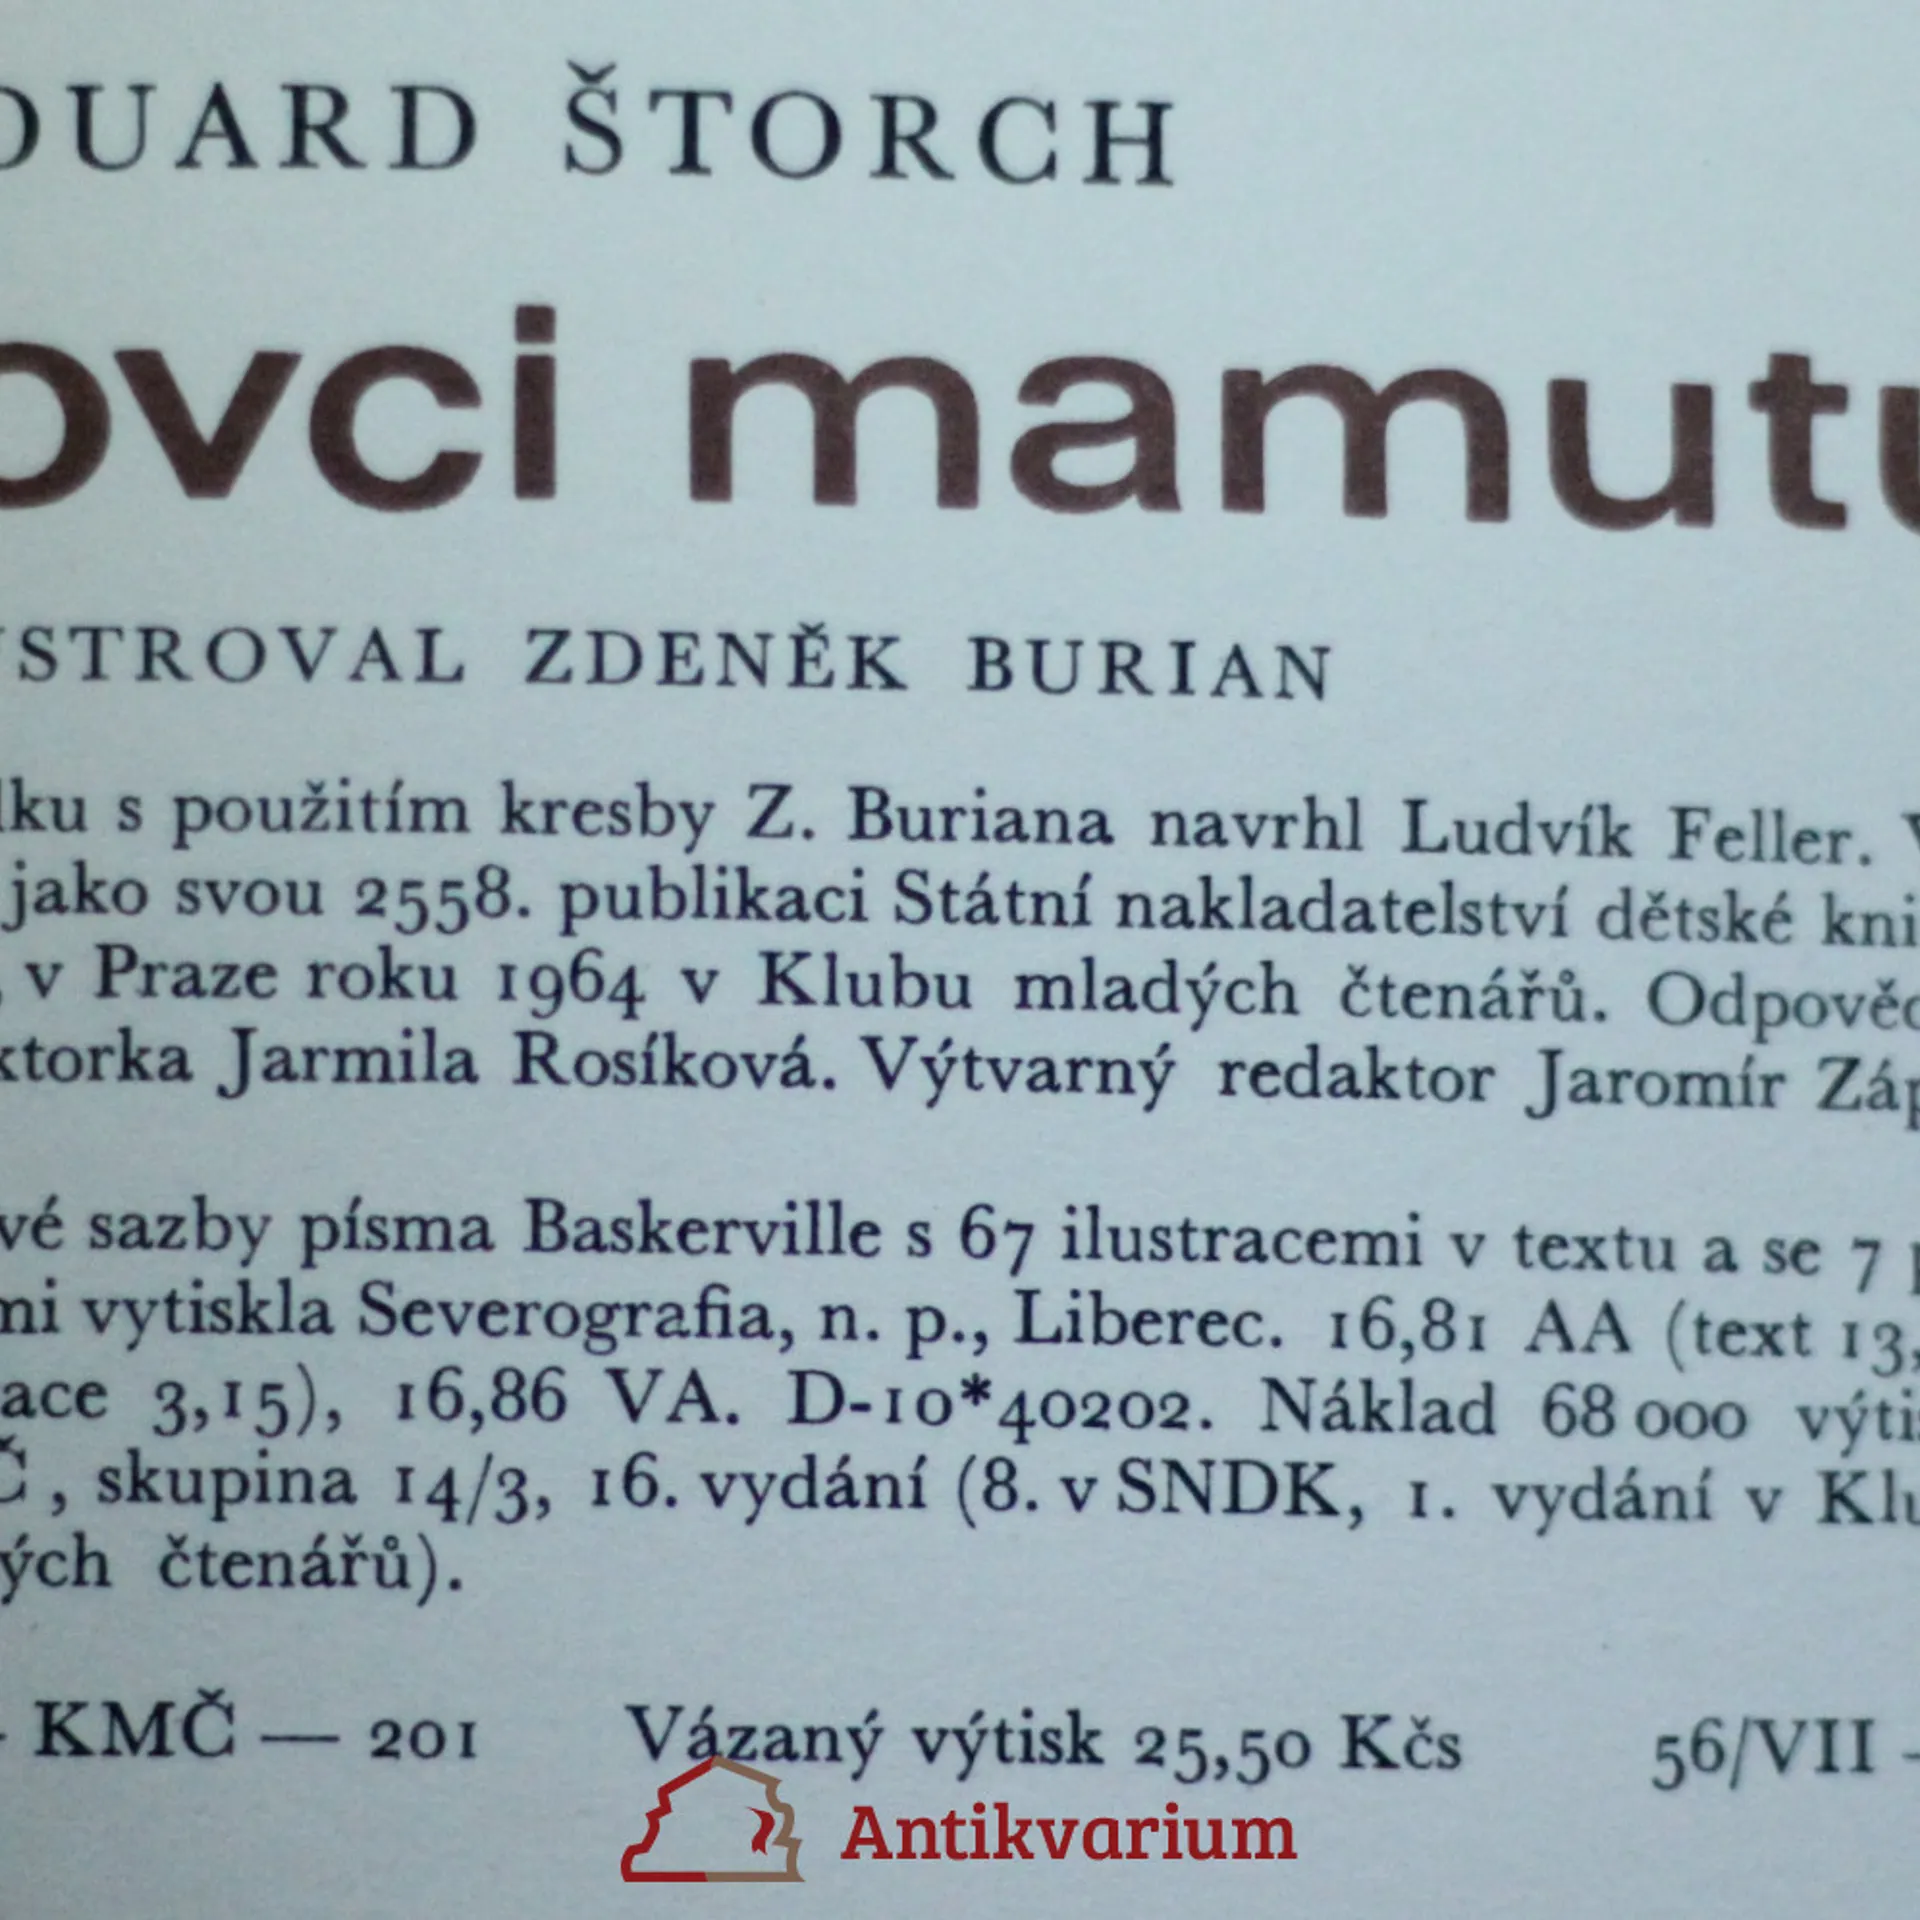 DUARD ŠTORCH
ovci mamutu
USTROVAL ZDENĚK BURIAN
lku s použitím kresby Z. Buriana navrhl Ludvík Feller. V
jako svou 2558. publikaci Státní nakladatelství dětské kni
, v Praze roku 1964 v Klubu mladých čtenářů. Odpověd
ktorka Jarmila Rosíková. Výtvarný redaktor Jaromír Záp
vé sazby písma Baskerville s 67 ilustracemi v textu a se 7 p
mi vytiskla Severografia, n. p., Liberec. 16,81 AA (text 13,
ace 3,15), 16,86 VA. D-10*40202. Náklad 68 000 výtis
Č, skupina 14/3, 16. vydání (8. v SNDK, 1. vydání v Klu
ých čtenářů).
KMČ — 201 Vázaný výtisk 25,50 Kčs 56/VII -
Antikvarium